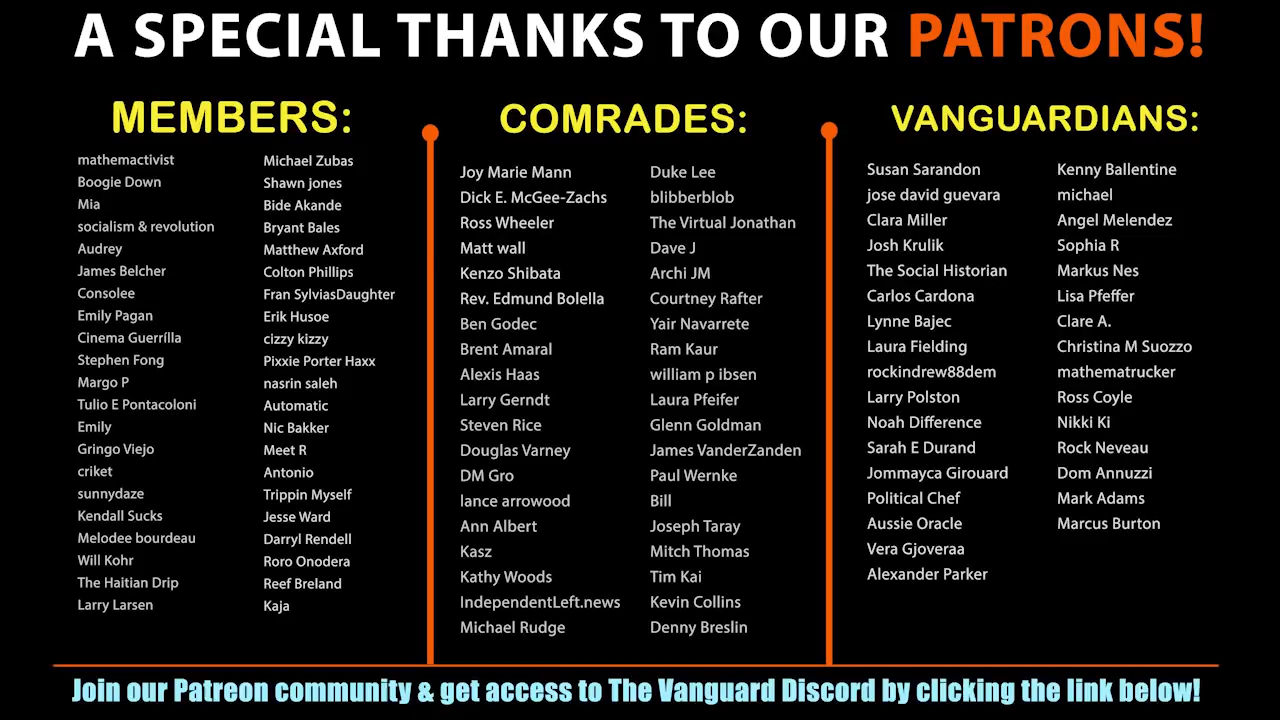 A SPECIAL THANKS TO OUR PATRONS!
MEMBERS:
mathemactivist
Boogie Down
Mia
socialism & revolution
Audrey
James Belcher
Consolee
Emily Pagan
Cinema Guerrílla
Stephen Fong
Margo P
Tulio E Pontacoloni
Emily
Gringo Viejo
criket
sunnydaze
Kendall Sucks
Melodee bourdeau
Will Kohr
The Haitian Drip
Larry Larsen
Michael Zubas
Shawn jones
Bide Akande
Bryant Bales
Matthew Axford
Colton Phillips
Fran SylviasDaughter
Erik Husoe
cizzy kizzy
Pixxie Porter Haxx
nasrin saleh
Automatic
Nic Bakker
Meet R
Antonio
Trippin Myself
Jesse Ward
Darryl Rendell
Roro Onodera
Reef Breland
Kaja
COMRADES:
Joy Marie Mann
Dick E. McGee-Zachs
Ross Wheeler
Matt wall
Kenzo Shibata
Rev. Edmund Bolella
Ben Godec
Brent Amaral
Alexis Haas
Larry Gerndt
Steven Rice
Douglas Varney
DM Gro
lance arrowood
Ann Albert
Kasz
Kathy Woods
IndependentLeft.news
Michael Rudge
Duke Lee
blibberblob
The Virtual Jonathan
Dave J
Archi JM
Courtney Rafter
Yair Navarrete
Ram Kaur
william p ibsen
Laura Pfeifer
Glenn Goldman
James VanderZanden
Paul Wernke
Bill
Joseph Taray
Mitch Thomas
Tim Kai
Kevin Collins
Denny Breslin
VANGUARDIANS:
Susan Sarandon
jose david guevara
Clara Miller
Josh Krulik
The Social Historian
Carlos Cardona
Lynne Bajec
Laura Fielding
rockindrew88dem
Larry Polston
Noah Difference
Sarah E Durand
Jommayca Girouard
Political Chef
Aussie Oracle
Vera Gjoveraa
Alexander Parker
Kenny Ballentine
michael
Angel Melendez
Sophia R
Markus Nes
Lisa Pfeffer
Clare A.
Christina M Suozzo
mathematrucker
Ross Coyle
Nikki Ki
Rock Neveau
Dom Annuzzi
Mark Adams
Marcus Burton
Join our Patreon community & get access to The Vanguard Discord by clicking the link below!